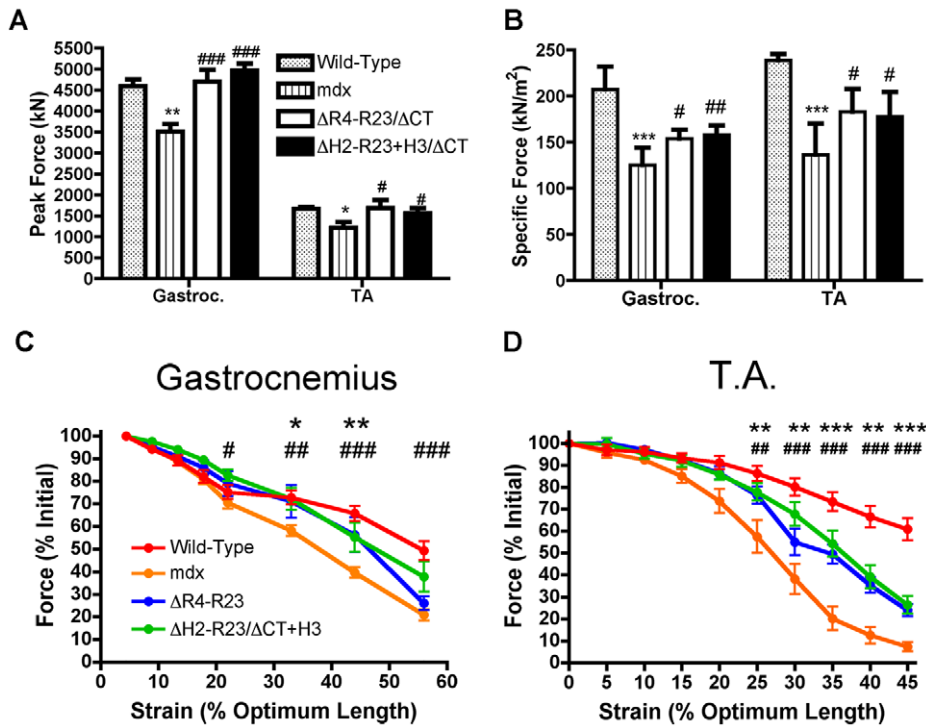 A
Peak Force (kN)
5500
5000
4500
4000
3500
3000
2500
2000
1500
1000
500
0
**
###
###
*
#
#
Gastroc.
TA
Wild-Type
mdx
ΔR4-R23/ΔCT
ΔH2-R23+H3/ΔCT
B
Specific Force (kN/m²)
250
200
150
100
50
0
***
#
##
***
#
#
Gastroc.
TA
C
Gastrocnemius
Force (% Initial)
100
90
80
70
60
50
40
30
20
10
0
* **
# ## ### ###
Wild-Type
mdx
ΔR4-R23
ΔH2-R23/ΔCT+H3
0 10 20 30 40 50 60
Strain (% Optimum Length)
D
T.A.
Force (% Initial)
100
90
80
70
60
50
40
30
20
10
0
** ** *** ** ***
## ### ### ### ###
0 5 10 15 20 25 30 35 40 45
Strain (% Optimum Length)